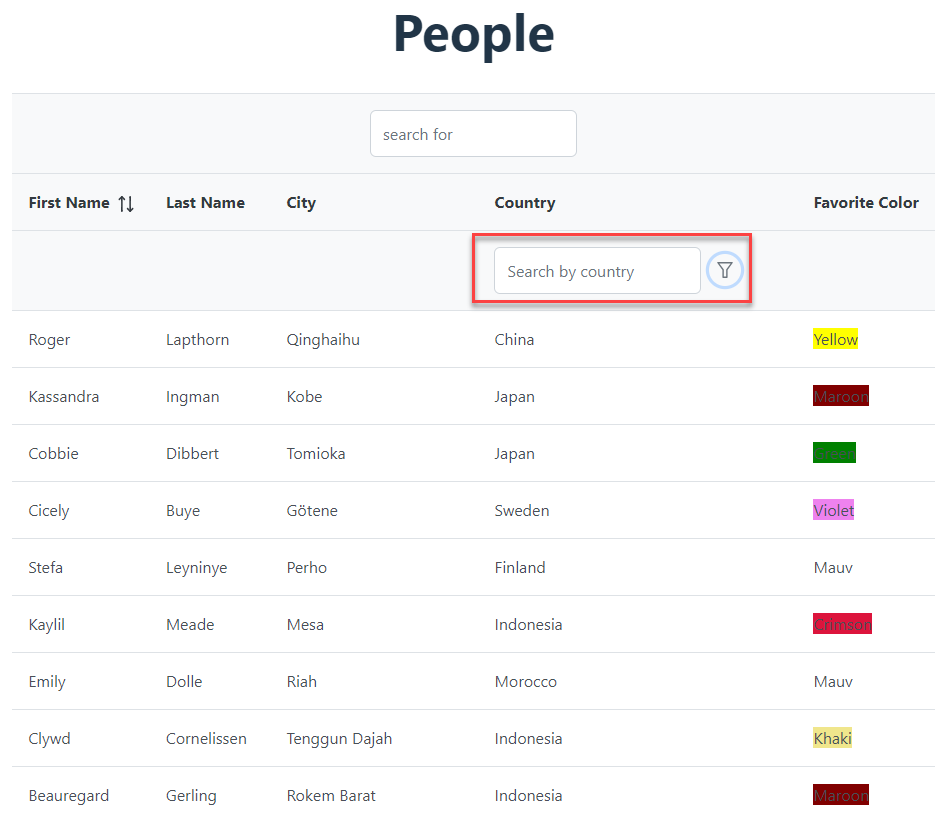 People
search for
First Name Last Name City Country Favorite Color
Search by country
Roger Lapthorn Qinghaihu China Yellow
Kassandra Ingman Kobe Japan Maroon
Cobbie Dibbert Tomioka Japan Green
Cicely Buye Götene Sweden Violet
Stefa Leyninye Perho Finland Mauv
Kaylil Meade Mesa Indonesia Crimson
Emily Dolle Riah Morocco Mauv
Clywd Cornelissen Tenggun Dajah Indonesia Khaki
Beauregard Gerling Rokem Barat Indonesia Maroon